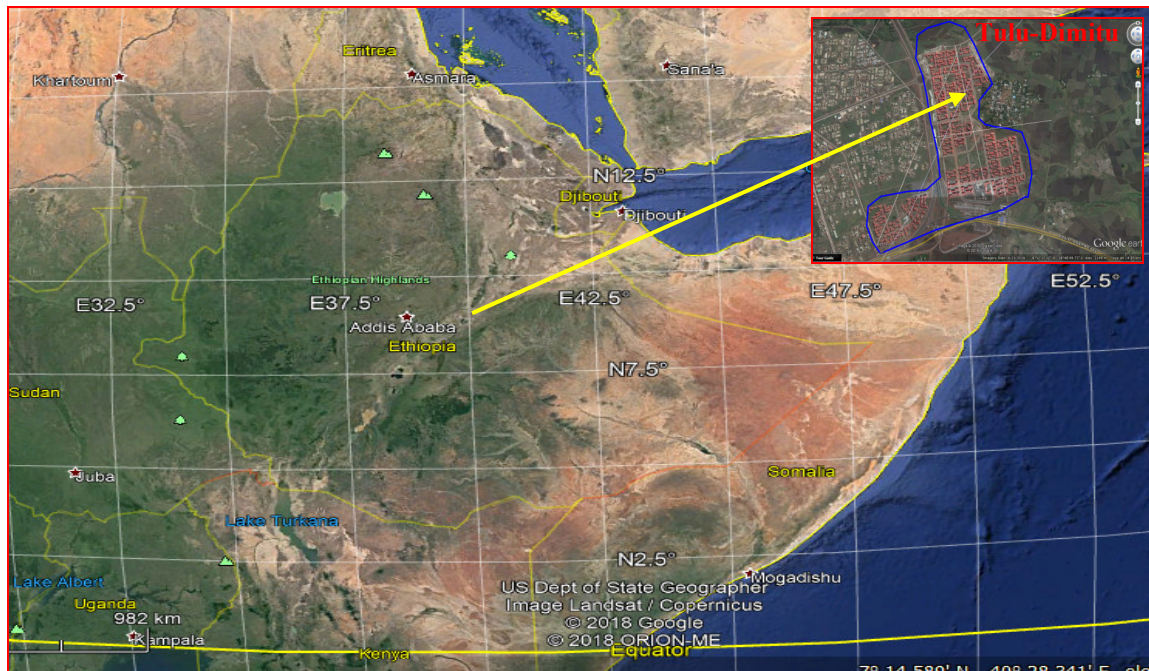 Tulu-Dimitu
Eritrea
Khartoum
Asmara
Sana'a
N12.5°
Djibout
Djibouti
Ethiopian Highlands
E32.5°
E37.5°
E42.5°
E47.5°
E52.5°
Addis Ababa
Ethiopia
N7.5°
Sudan
Juba
Somalia
Lake Turkana
N2.5°
Mogadishu
Lake Albert
US Dept of State Geographer
Image Landsat / Copernicus
© 2018 Google
© 2018 ORION-ME
Uganda
982 km
Kampala
Kenya
Equator
Google eart
Tour Guide